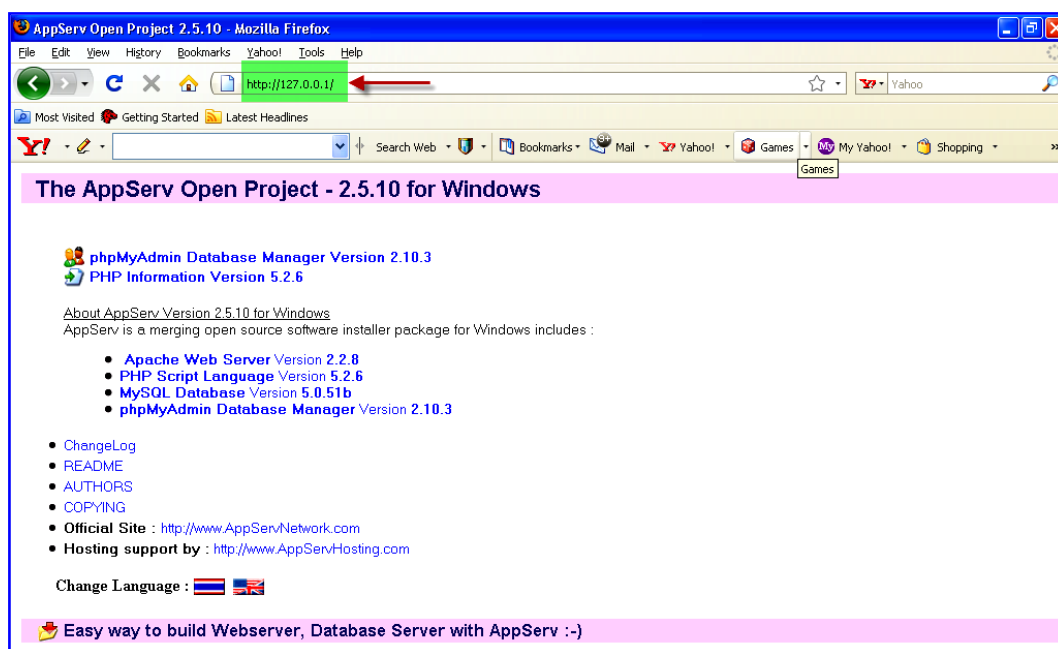 AppServ Open Project 2.5.10 - Mozilla Firefox
File Edit View History Bookmarks Yahoo! Tools Help
http://127.0.0.1/
Yahoo
Most Visited Getting Started Latest Headlines
Y! Search Web Bookmarks Mail Yahoo! Games My Yahoo! Shopping »
Games
The AppServ Open Project - 2.5.10 for Windows
phpMyAdmin Database Manager Version 2.10.3
PHP Information Version 5.2.6
About AppServ Version 2.5.10 for Windows
AppServ is a merging open source software installer package for Windows includes :
• Apache Web Server Version 2.2.8
• PHP Script Language Version 5.2.6
• MySQL Database Version 5.0.51b
• phpMyAdmin Database Manager Version 2.10.3
• ChangeLog
• README
• AUTHORS
• COPYING
• Official Site : http://www.AppServNetwork.com
• Hosting support by : http://www.AppServHosting.com
Change Language :
Easy way to build Webserver, Database Server with AppServ :-)